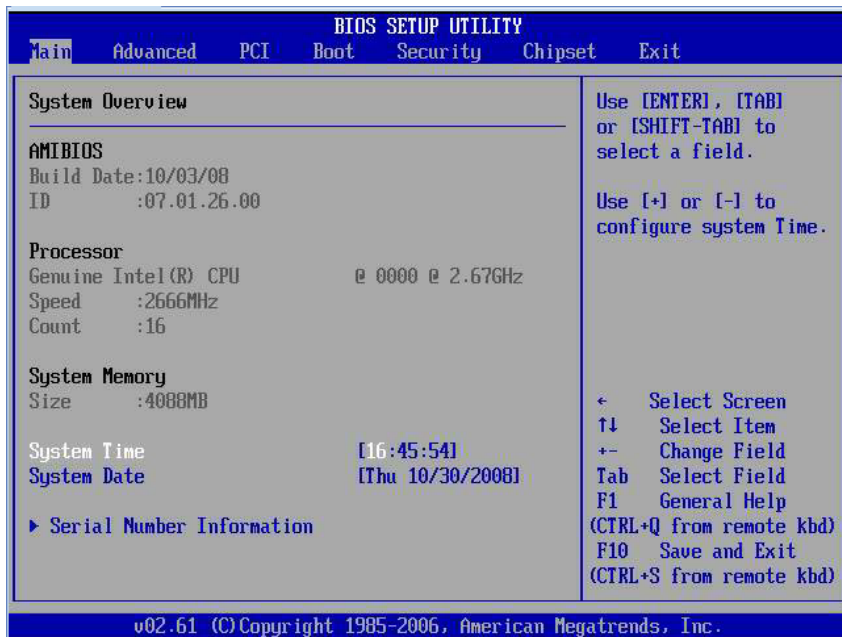 BIOS SETUP UTILITY
Main Advanced PCI Boot Security Chipset Exit
System Overview
AMIBIOS
Build Date:10/03/08
ID :07.01.26.00
Processor
Genuine Intel(R) CPU @ 0000 @ 2.67GHz
Speed :2666MHz
Count :16
System Memory
Size :4088MB
System Time [16:45:54]
System Date [Thu 10/30/2008]
▶ Serial Number Information
Use [ENTER], [TAB]
or [SHIFT-TAB] to
select a field.
Use [+] or [-] to
configure system Time.
← Select Screen
↑↓ Select Item
+- Change Field
Tab Select Field
F1 General Help
(CTRL+Q from remote kbd)
F10 Save and Exit
(CTRL+S from remote kbd)
v02.61 (C)Copyright 1985-2006, American Megatrends, Inc.